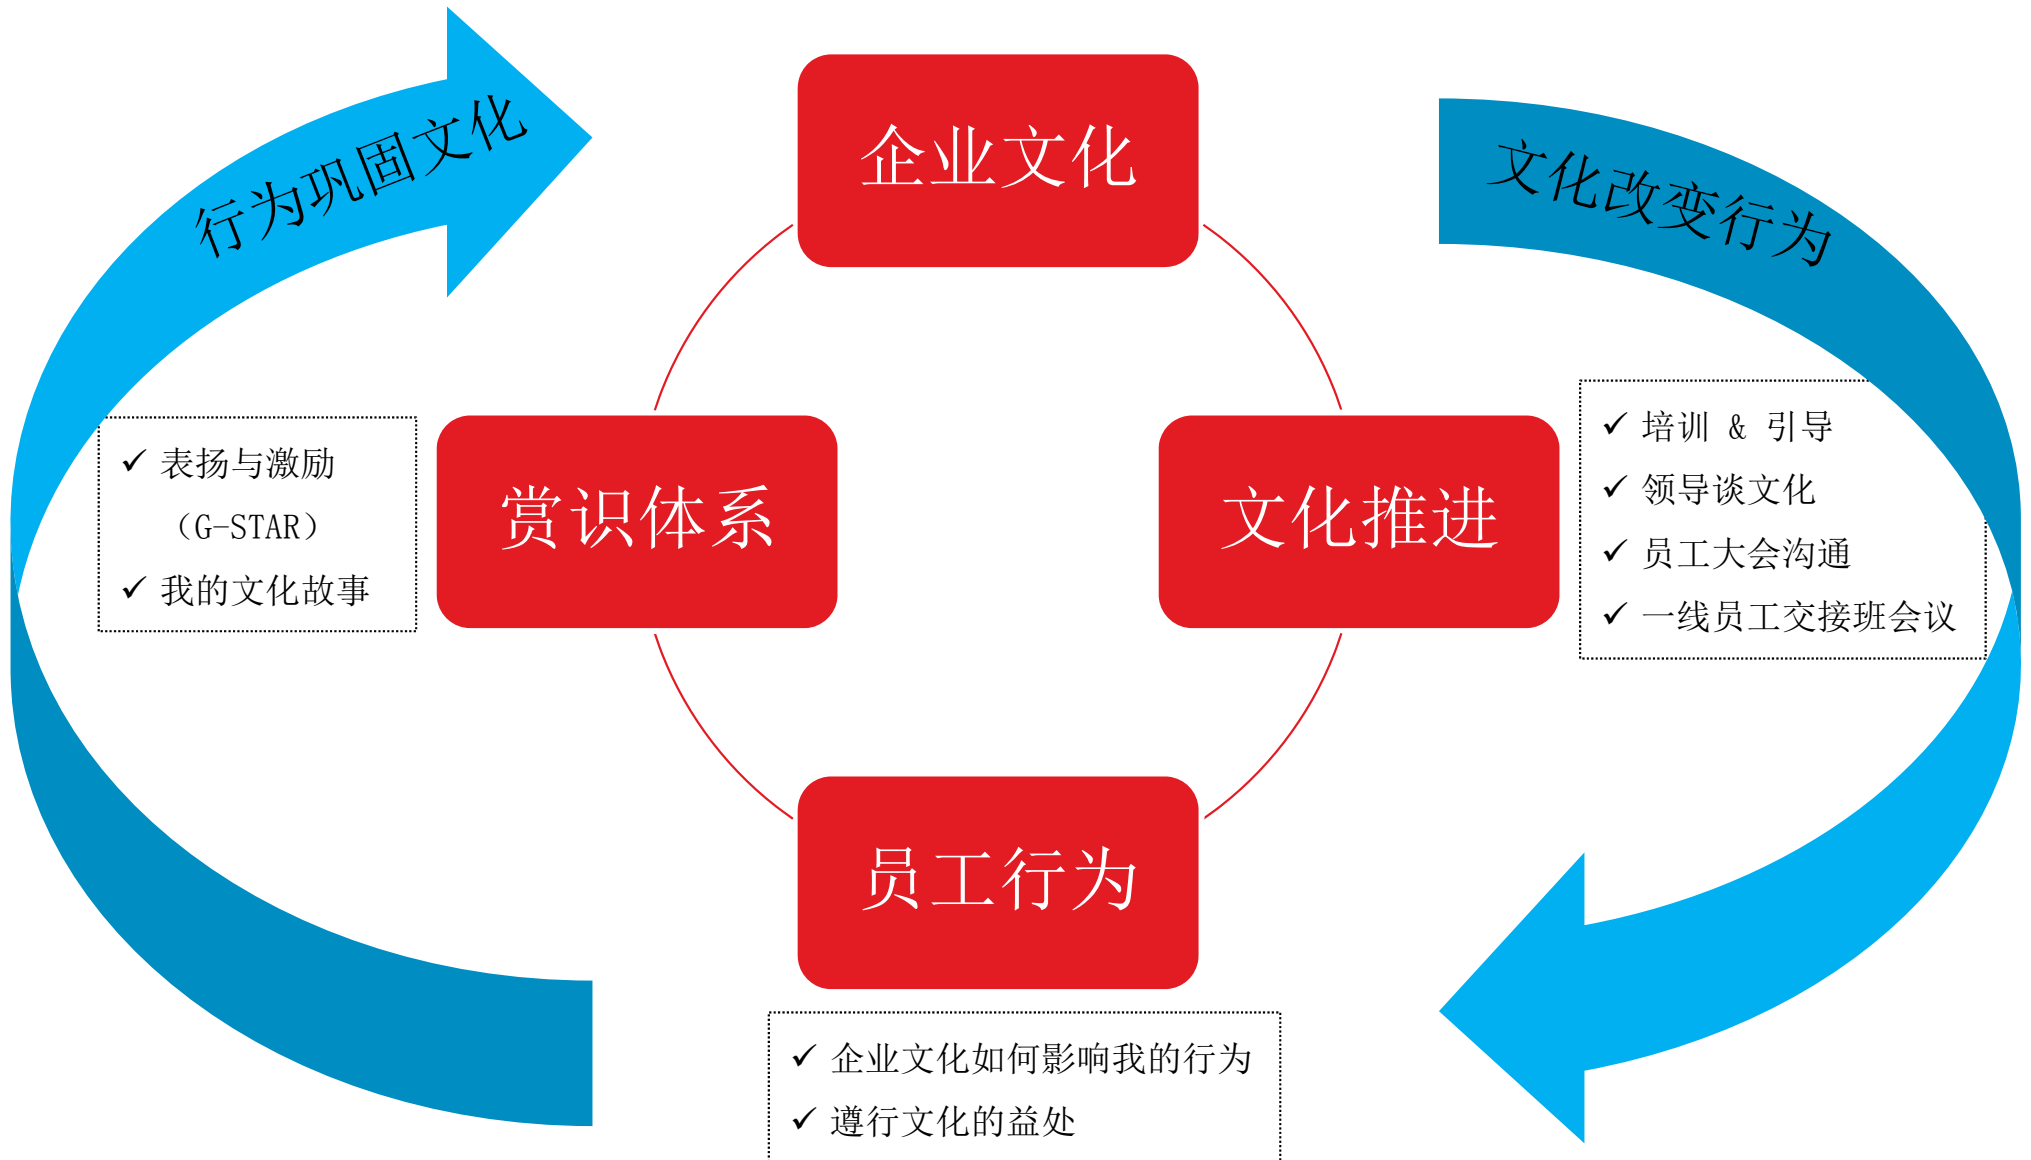 企业文化
行为巩固文化
文化改变行为
赏识体系
✓ 表扬与激励
（G-STAR）
✓ 我的文化故事
文化推进
✓ 培训 & 引导
✓ 领导谈文化
✓ 员工大会沟通
✓ 一线员工交接班会议
员工行为
✓ 企业文化如何影响我的行为
✓ 遵行文化的益处